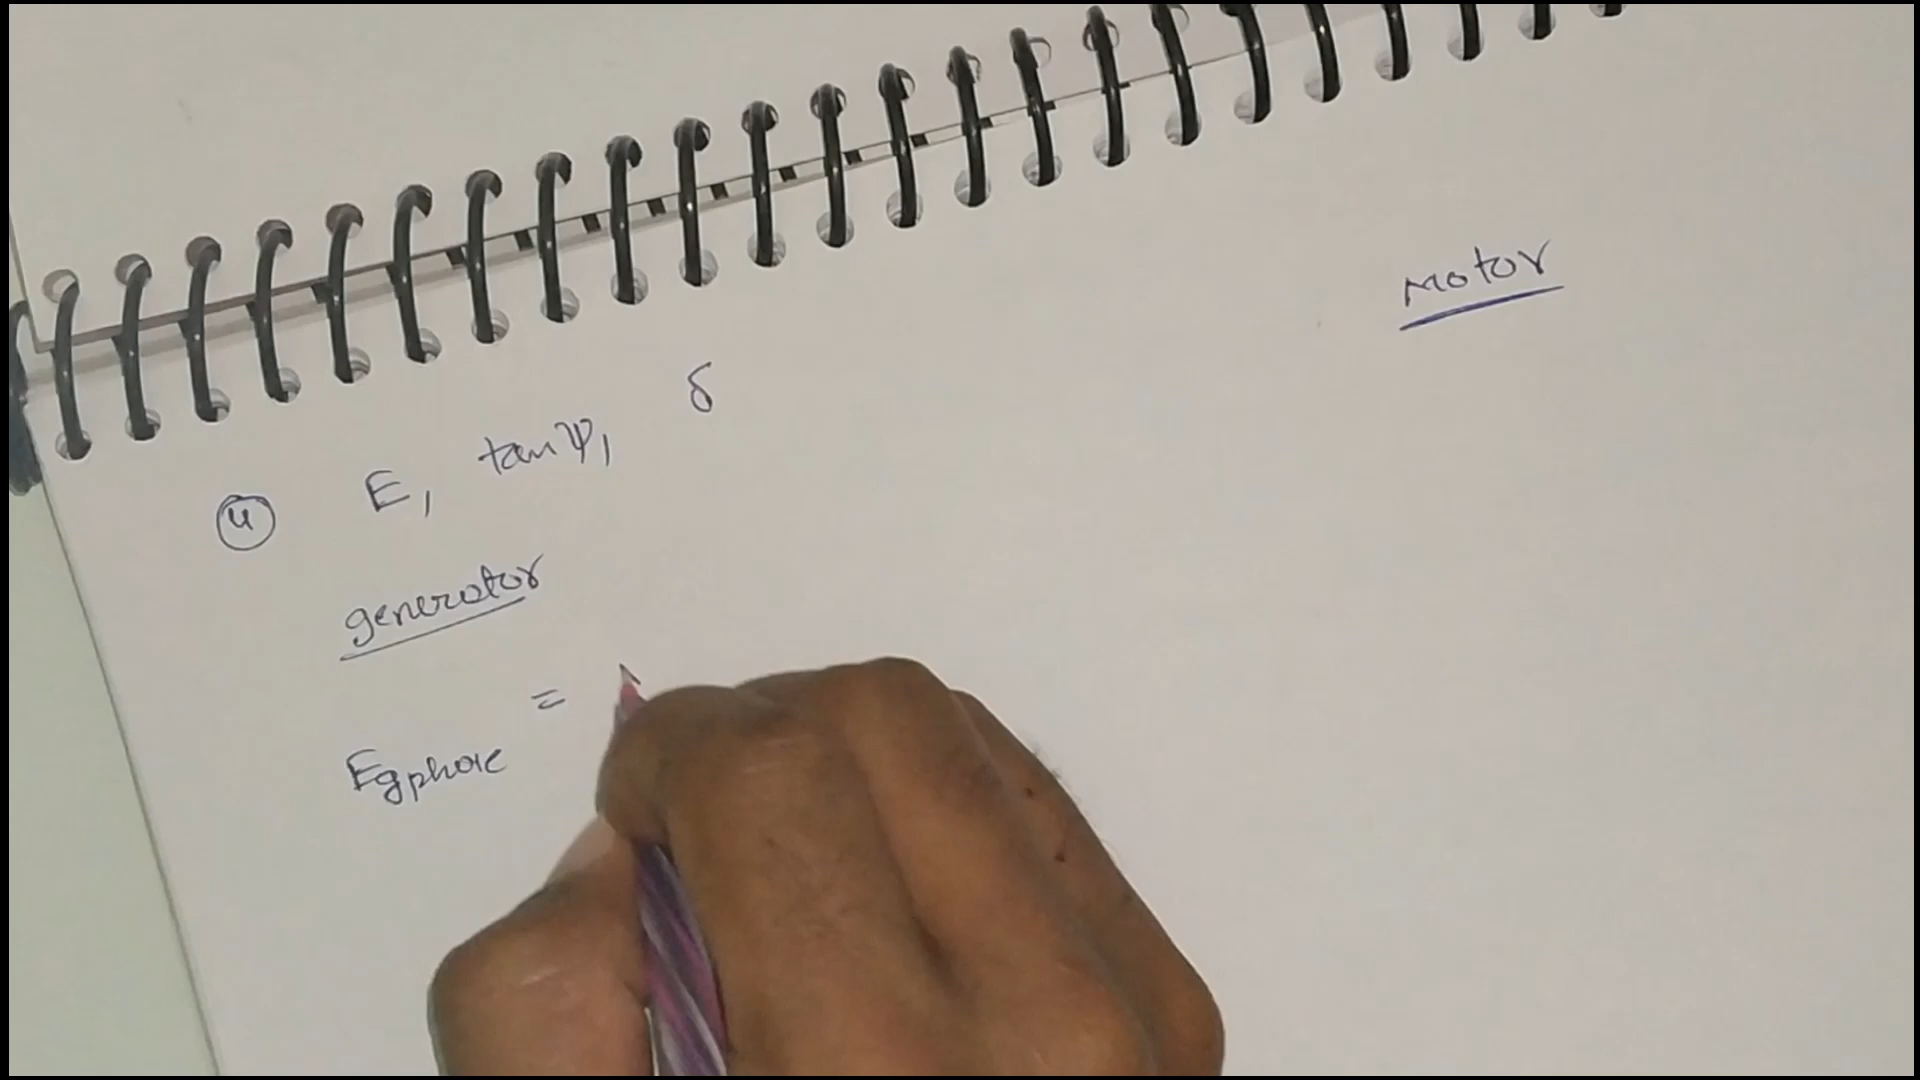 Motor
④ E, tanψ, δ
generator
Egphase =